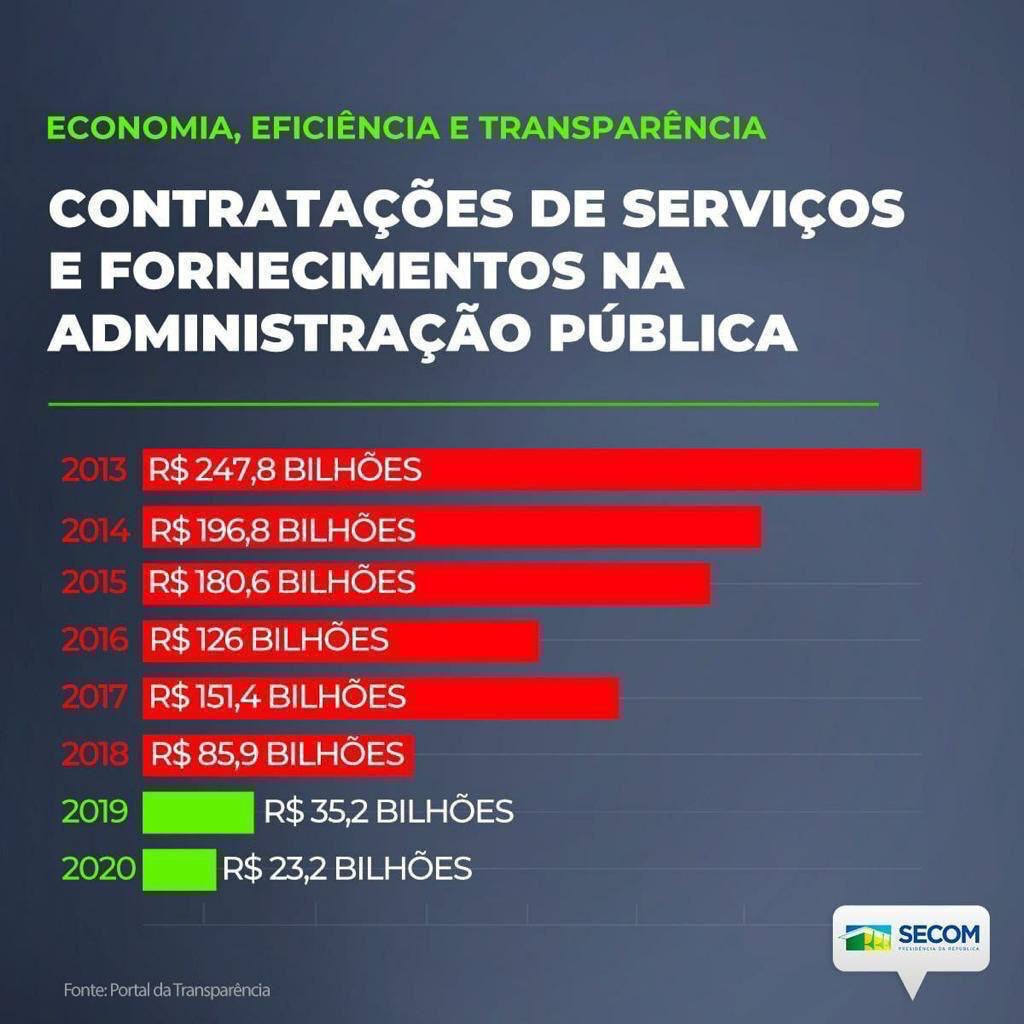 ECONOMIA, EFICIÊNCIA E TRANSPARÊNCIA
CONTRATAÇÕES DE SERVIÇOS
E FORNECIMENTOS NA
ADMINISTRAÇÃO PÚBLICA
2013 R$ 247,8 BILHÕES
2014 R$ 196,8 BILHÕES
2015 R$ 180,6 BILHÕES
2016 R$ 126 BILHÕES
2017 R$ 151,4 BILHÕES
2018 R$ 85,9 BILHÕES
2019 R$ 35,2 BILHÕES
2020 R$ 23,2 BILHÕES
SECOM
PRESIDÊNCIA DA REPÚBLICA
Fonte: Portal da Transparência